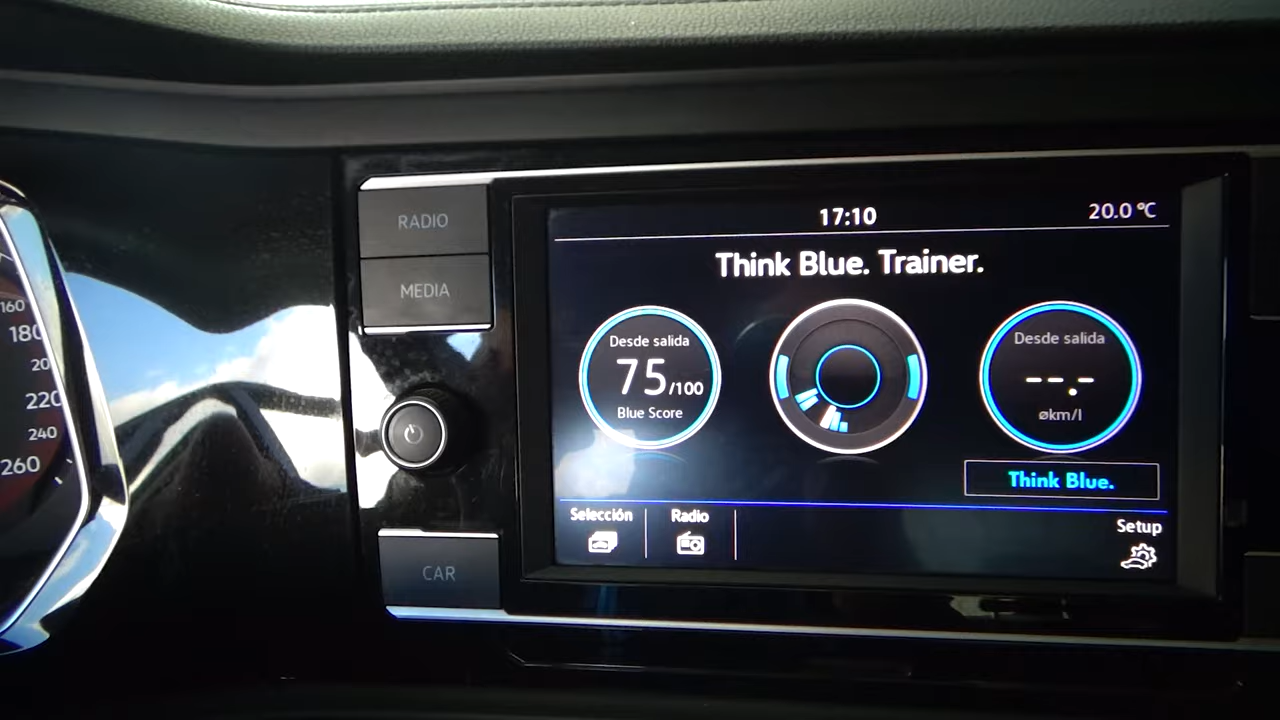 160
180
20
220
240
260
RADIO
MEDIA
CAR
17:10
20.0 °C
Think Blue. Trainer.
Desde salida
75/100
Blue Score
Desde salida
--.-
økm/l
Think Blue.
Selección
Radio
Setup